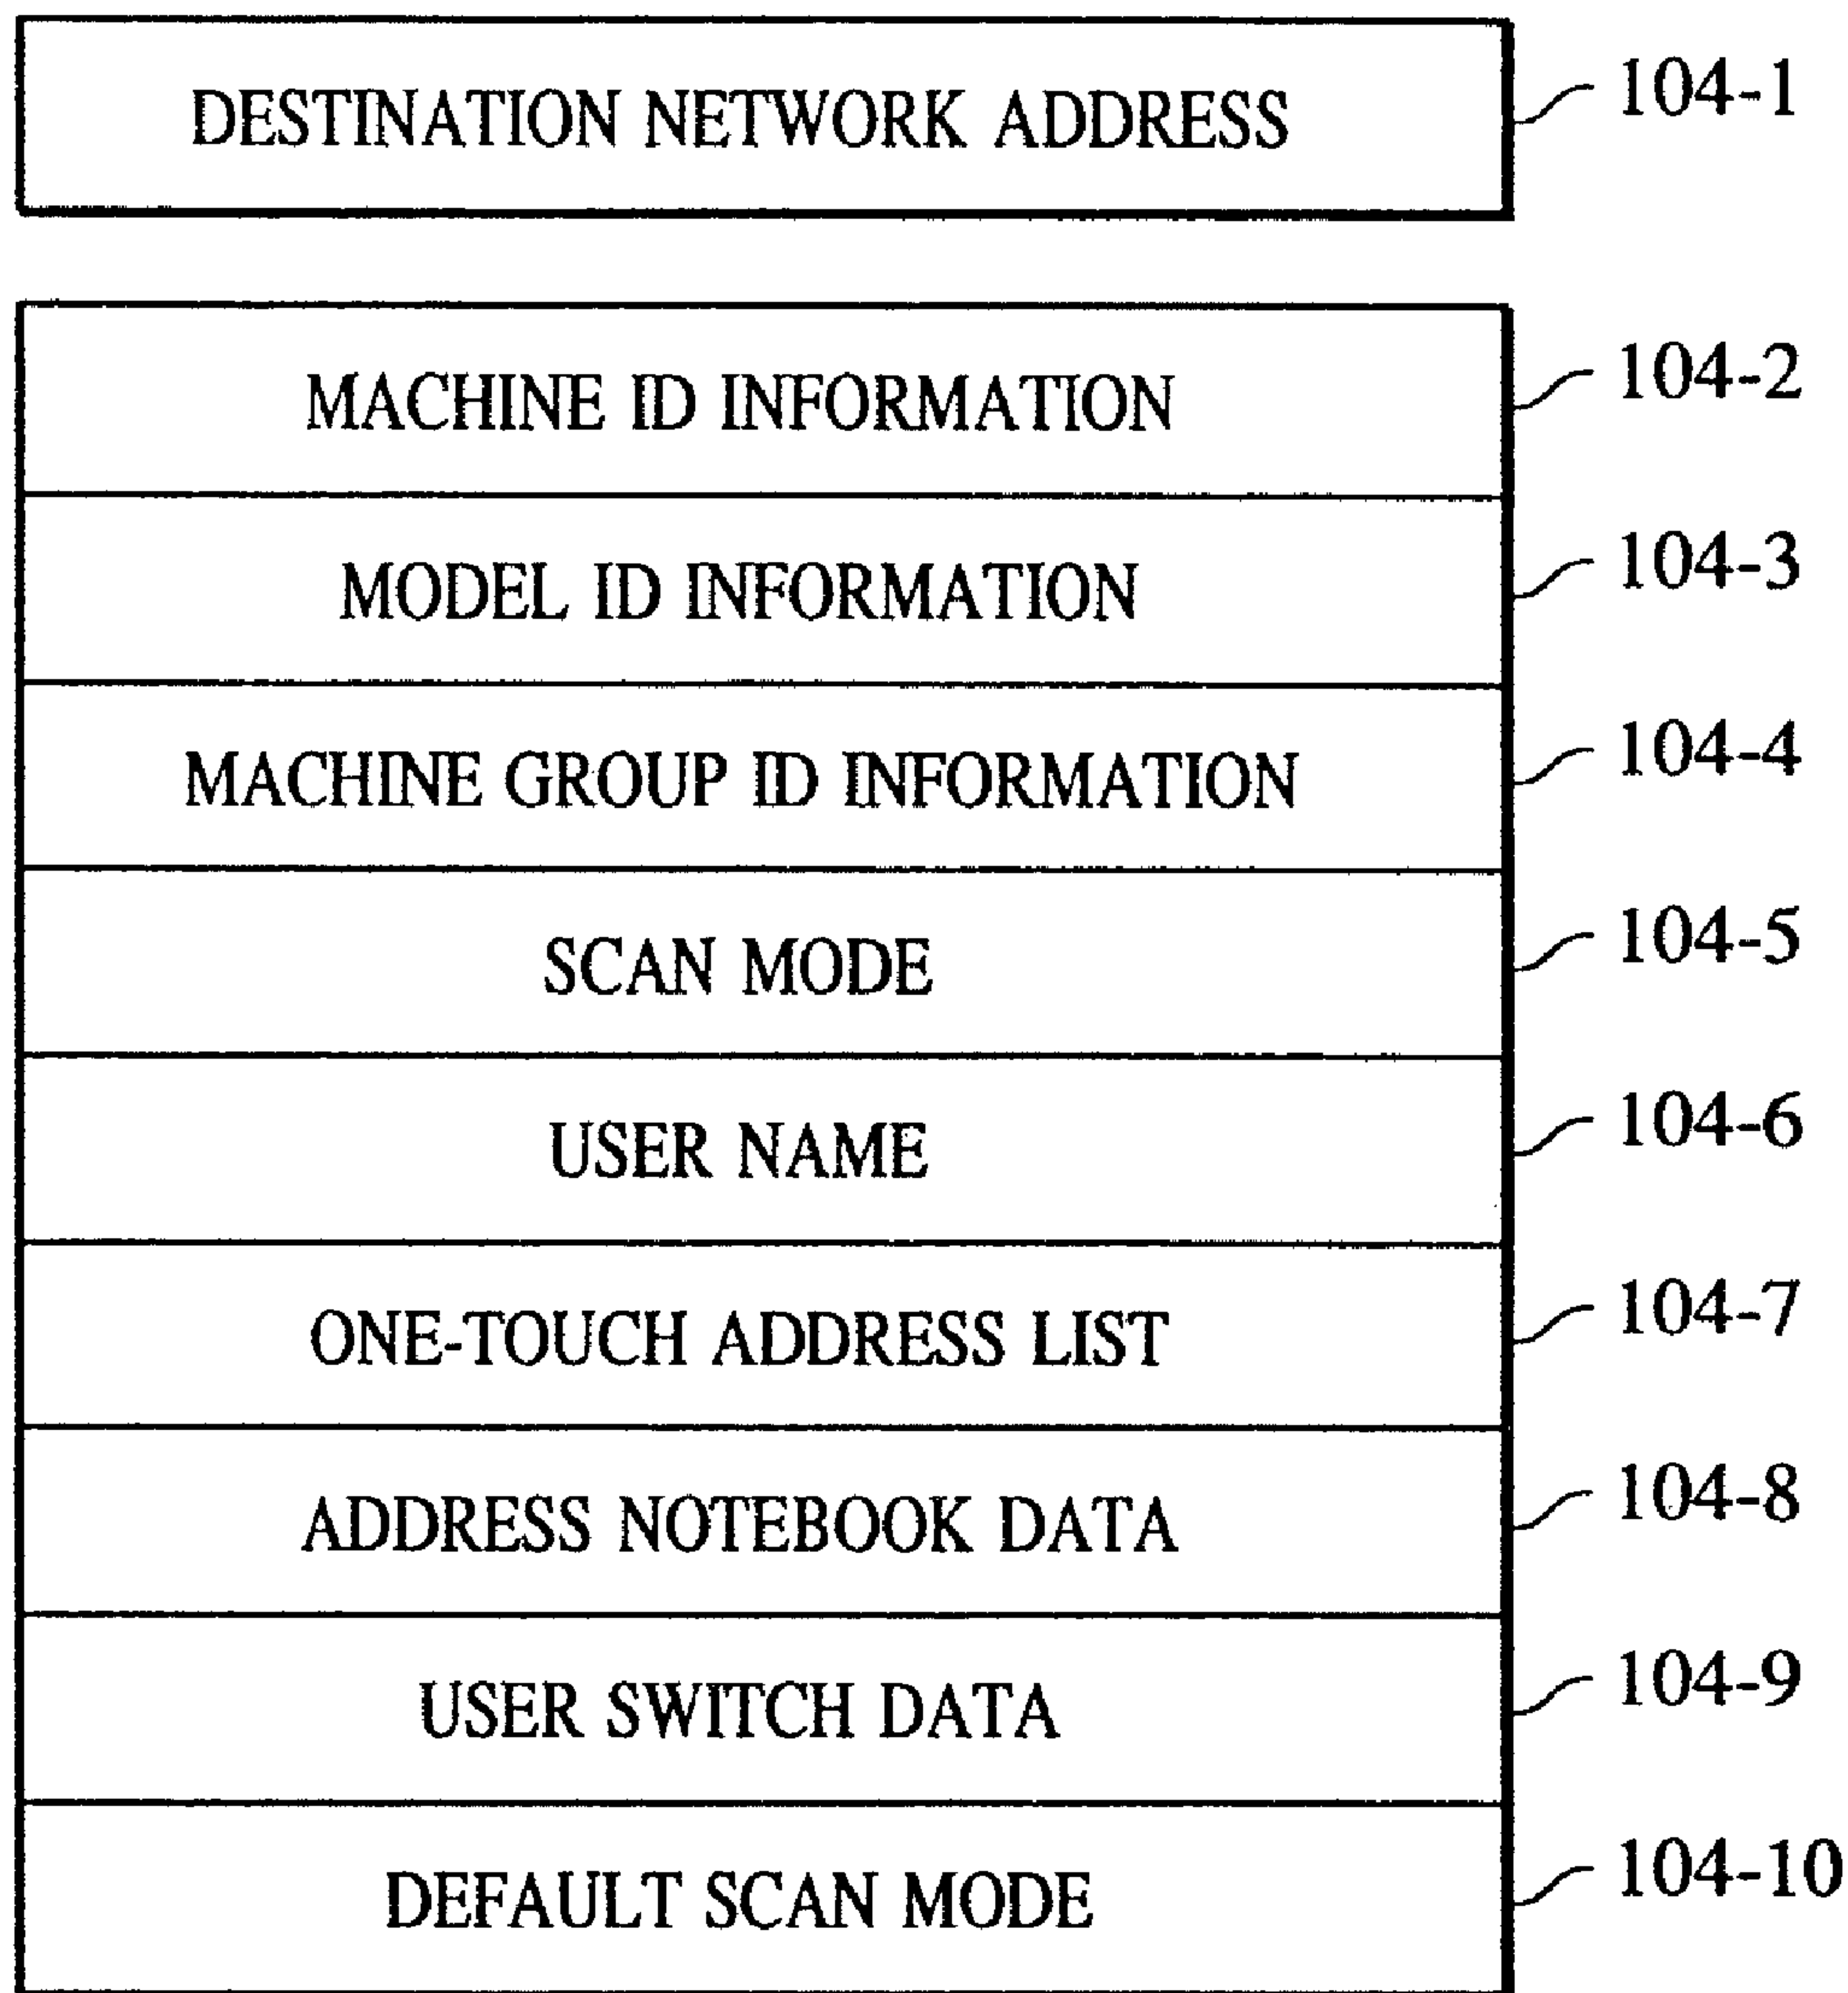 DESTINATION NETWORK ADDRESS 104-1
MACHINE ID INFORMATION 104-2
MODEL ID INFORMATION 104-3
MACHINE GROUP ID INFORMATION 104-4
SCAN MODE 104-5
USER NAME 104-6
ONE-TOUCH ADDRESS LIST 104-7
ADDRESS NOTEBOOK DATA 104-8
USER SWITCH DATA 104-9
DEFAULT SCAN MODE 104-10